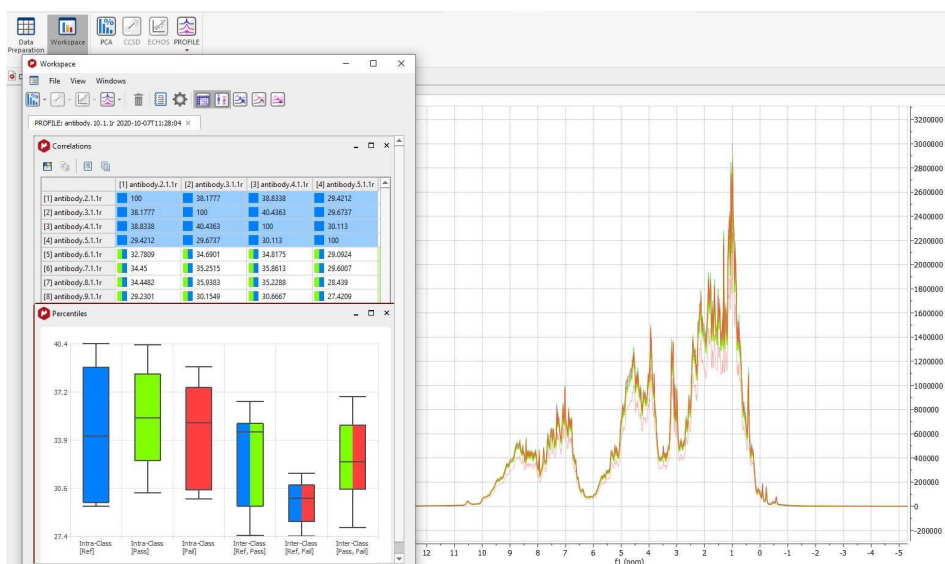 Data Preparation
Workspace
PCA
CCSD
ECHOS
PROFILE
Workspace
File View Windows
PROFILE: antibody.10.1.1r 2020-10-07T11:28:04
Correlations
[1] antibody.2.1.1r [2] antibody.3.1.1r [3] antibody.4.1.1r [4] antibody.5.1.1r
[1] antibody.2.1.1r 100 38.1777 38.8338 29.4212
[2] antibody.3.1.1r 38.1777 100 40.4363 29.6737
[3] antibody.4.1.1r 38.8338 40.4363 100 30.113
[4] antibody.5.1.1r 29.4212 29.6737 30.113 100
[5] antibody.6.1.1r 32.7809 34.6901 34.8175 29.0924
[6] antibody.7.1.1r 34.45 35.2515 35.8613 29.6007
[7] antibody.8.1.1r 34.4482 35.9383 35.2288 28.439
[8] antibody.9.1.1r 29.2301 30.1549 30.6667 27.4209
Percentiles
40.4
37.2
33.9
30.6
27.4
Intra-Class [Ref]
Intra-Class [Pass]
Intra-Class [Fail]
Inter-Class [Ref, Pass]
Inter-Class [Ref, Fail]
Inter-Class [Pass, Fail]
3200000
3000000
2800000
2600000
2400000
2200000
2000000
1800000
1600000
1400000
1200000
1000000
800000
600000
400000
200000
0
-200000
12 11 10 9 8 7 6 5 4 3 2 1 0 -1 -2 -3 -4 -5
f1 (ppm)